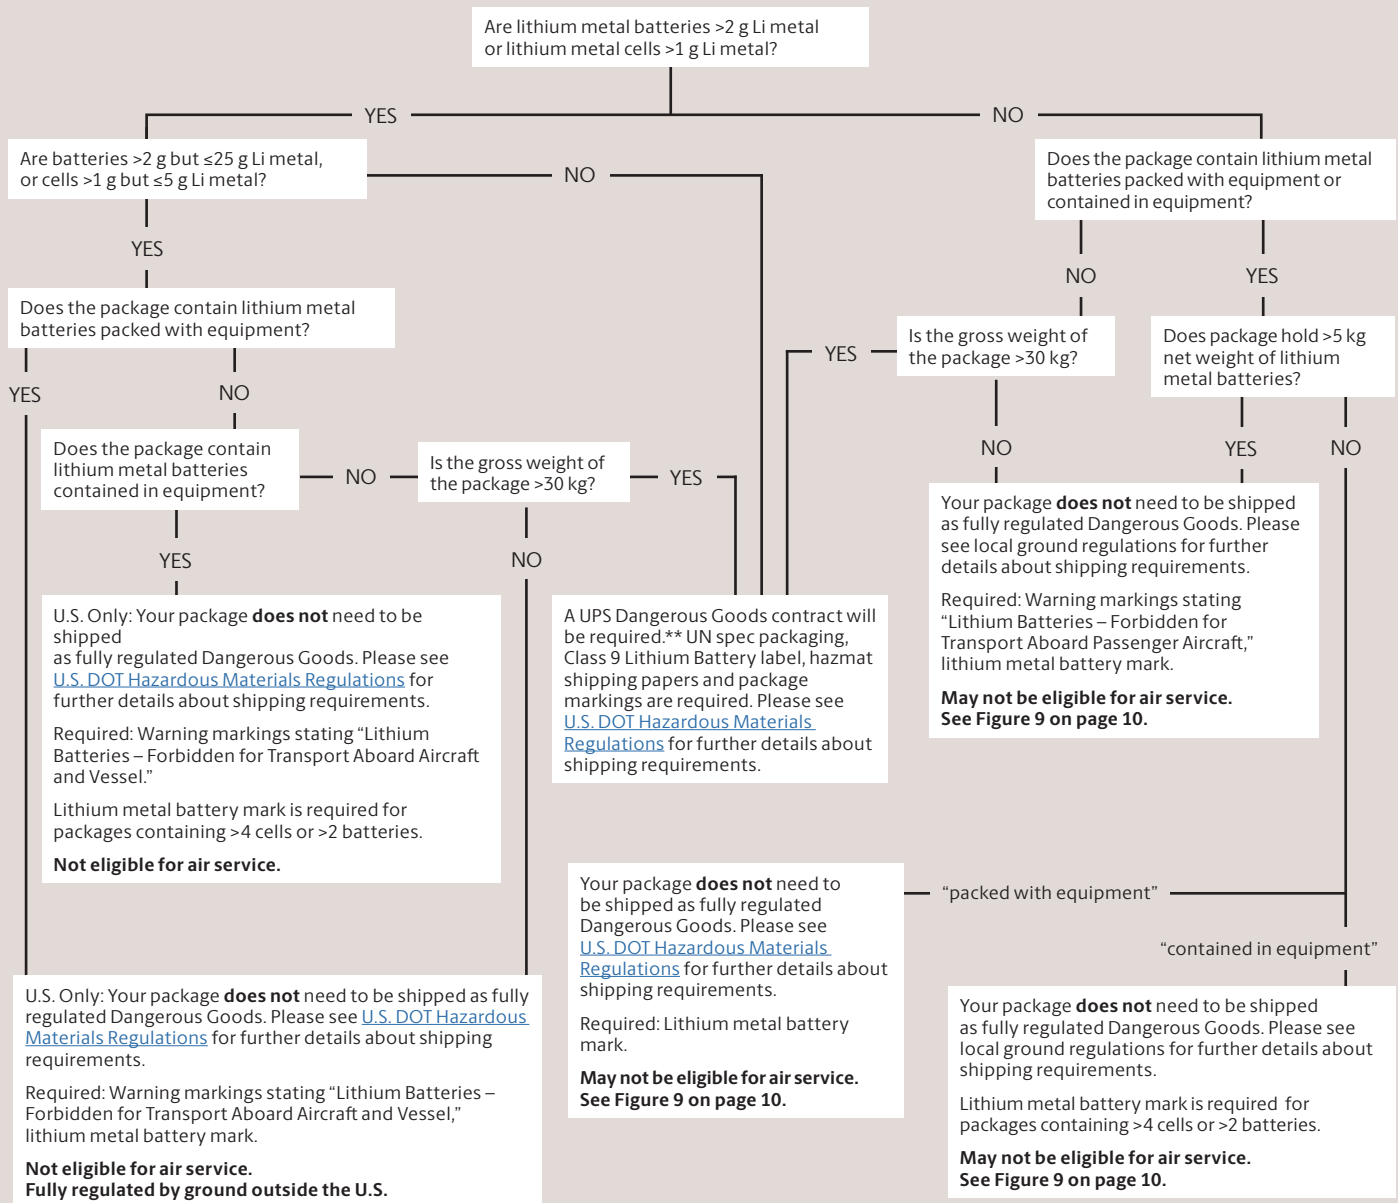 Are lithium metal batteries >2 g Li metal
or lithium metal cells >1 g Li metal?
YES
NO
Are batteries >2 g but ≤25 g Li metal,
or cells >1 g but ≤5 g Li metal?
NO
Does the package contain lithium metal
batteries packed with equipment or
contained in equipment?
YES
NO
YES
Does the package contain lithium metal
batteries packed with equipment?
Is the gross weight of
the package >30 kg?
YES
Does package hold >5 kg
net weight of lithium
metal batteries?
YES
NO
Does the package contain
lithium metal batteries
contained in equipment?
NO
Is the gross weight of
the package >30 kg?
YES
NO
YES
NO
YES
NO
Your package does not need to be shipped
as fully regulated Dangerous Goods. Please
see local ground regulations for further
details about shipping requirements.
Required: Warning markings stating
“Lithium Batteries – Forbidden for
Transport Aboard Passenger Aircraft,”
lithium metal battery mark.
May not be eligible for air service.
See Figure 9 on page 10.
U.S. Only: Your package does not need to be
shipped
as fully regulated Dangerous Goods. Please see
U.S. DOT Hazardous Materials Regulations for
further details about shipping requirements.
Required: Warning markings stating “Lithium
Batteries – Forbidden for Transport Aboard Aircraft
and Vessel.”
Lithium metal battery mark is required for
packages containing >4 cells or >2 batteries.
Not eligible for air service.
A UPS Dangerous Goods contract will
be required.** UN spec packaging,
Class 9 Lithium Battery label, hazmat
shipping papers and package
markings are required. Please see
U.S. DOT Hazardous Materials
Regulations for further details about
shipping requirements.
Your package does not need to
be shipped as fully regulated
Dangerous Goods. Please see
U.S. DOT Hazardous Materials
Regulations for further details about
shipping requirements.
Required: Lithium metal battery
mark.
May not be eligible for air service.
See Figure 9 on page 10.
“packed with equipment”
“contained in equipment”
U.S. Only: Your package does not need to be shipped as fully
regulated Dangerous Goods. Please see U.S. DOT Hazardous
Materials Regulations for further details about shipping
requirements.
Required: Warning markings stating “Lithium Batteries –
Forbidden for Transport Aboard Aircraft and Vessel,”
lithium metal battery mark.
Not eligible for air service.
Fully regulated by ground outside the U.S.
Your package does not need to be shipped
as fully regulated Dangerous Goods. Please see
local ground regulations for further details about
shipping requirements.
Lithium metal battery mark is required for
packages containing >4 cells or >2 batteries.
May not be eligible for air service.
See Figure 9 on page 10.